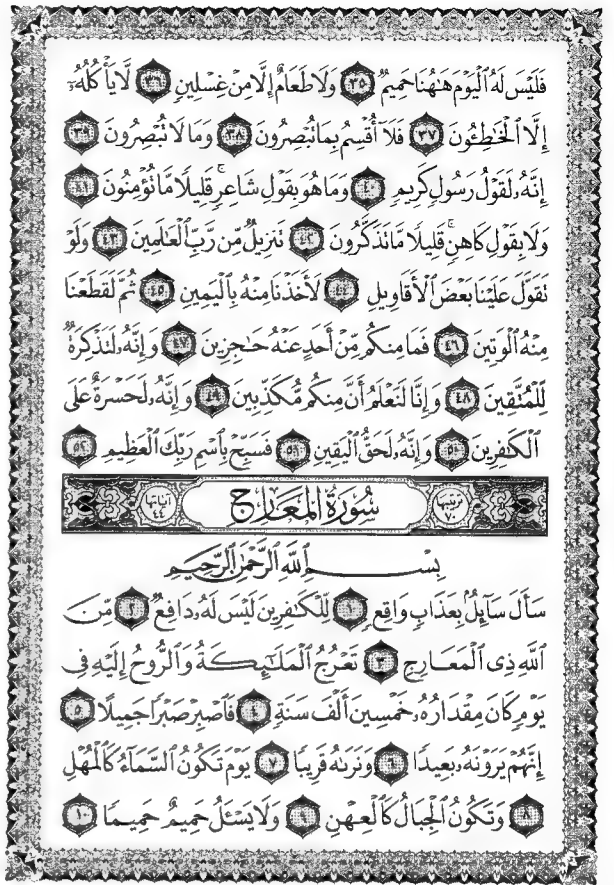 فَلَيْسَ لَهُ ٱلْيَوْمَ هَـٰهُنَا حَمِيمٌ ٣٥ وَلَا طَعَامٌ إِلَّا مِنْ غِسْلِينٍ ٣٦ لَّا يَأْكُلُهُۥٓ
إِلَّا ٱلْخَـٰطِـُٔونَ ٣٧ فَلَآ أُقْسِمُ بِمَا تُبْصِرُونَ ٣٨ وَمَا لَا تُبْصِرُونَ ٣٩
إِنَّهُۥ لَقَوْلُ رَسُولٍ كَرِيمٍ ٤٠ وَمَا هُوَ بِقَوْلِ شَاعِرٍ ۚ قَلِيلًا مَّا تُؤْمِنُونَ ٤١
وَلَا بِقَوْلِ كَاهِنٍ ۚ قَلِيلًا مَّا تَذَكَّرُونَ ٤٢ تَنزِيلٌ مِّن رَّبِّ ٱلْعَـٰلَمِينَ ٤٣ وَلَوْ
تَقَوَّلَ عَلَيْنَا بَعْضَ ٱلْأَقَاوِيلِ ٤٤ لَأَخَذْنَا مِنْهُ بِٱلْيَمِينِ ٤٥ ثُمَّ لَقَطَعْنَا
مِنْهُ ٱلْوَتِينَ ٤٦ فَمَا مِنكُم مِّنْ أَحَدٍ عَنْهُ حَـٰجِزِينَ ٤٧ وَإِنَّهُۥ لَتَذْكِرَةٌ
لِّلْمُتَّقِينَ ٤٨ وَإِنَّا لَنَعْلَمُ أَنَّ مِنكُم مُّكَذِّبِينَ ٤٩ وَإِنَّهُۥ لَحَسْرَةٌ عَلَى
ٱلْكَـٰفِرِينَ ٥٠ وَإِنَّهُۥ لَحَقُّ ٱلْيَقِينِ ٥١ فَسَبِّحْ بِٱسْمِ رَبِّكَ ٱلْعَظِيمِ ٥٢
ترتيبها ٧٠ سُورَةُ المَعَارِجِ آياتها ٤٤
بِسْمِ ٱللَّهِ ٱلرَّحْمَـٰنِ ٱلرَّحِيمِ
سَأَلَ سَآئِلٌۢ بِعَذَابٍ وَاقِعٍ ١ لِّلْكَـٰفِرِينَ لَيْسَ لَهُۥ دَافِعٌ ٢ مِّنَ
ٱللَّهِ ذِى ٱلْمَعَارِجِ ٣ تَعْرُجُ ٱلْمَلَـٰٓئِكَةُ وَٱلرُّوحُ إِلَيْهِ فِى
يَوْمٍ كَانَ مِقْدَارُهُۥ خَمْسِينَ أَلْفَ سَنَةٍ ٤ فَٱصْبِرْ صَبْرًا جَمِيلًا ٥
إِنَّهُمْ يَرَوْنَهُۥ بَعِيدًا ٦ وَنَرَىٰهُ قَرِيبًا ٧ يَوْمَ تَكُونُ ٱلسَّمَآءُ كَٱلْمُهْلِ
٨ وَتَكُونُ ٱلْجِبَالُ كَٱلْعِهْنِ ٩ وَلَا يَسْـَٔلُ حَمِيمٌ حَمِيمًا ١٠